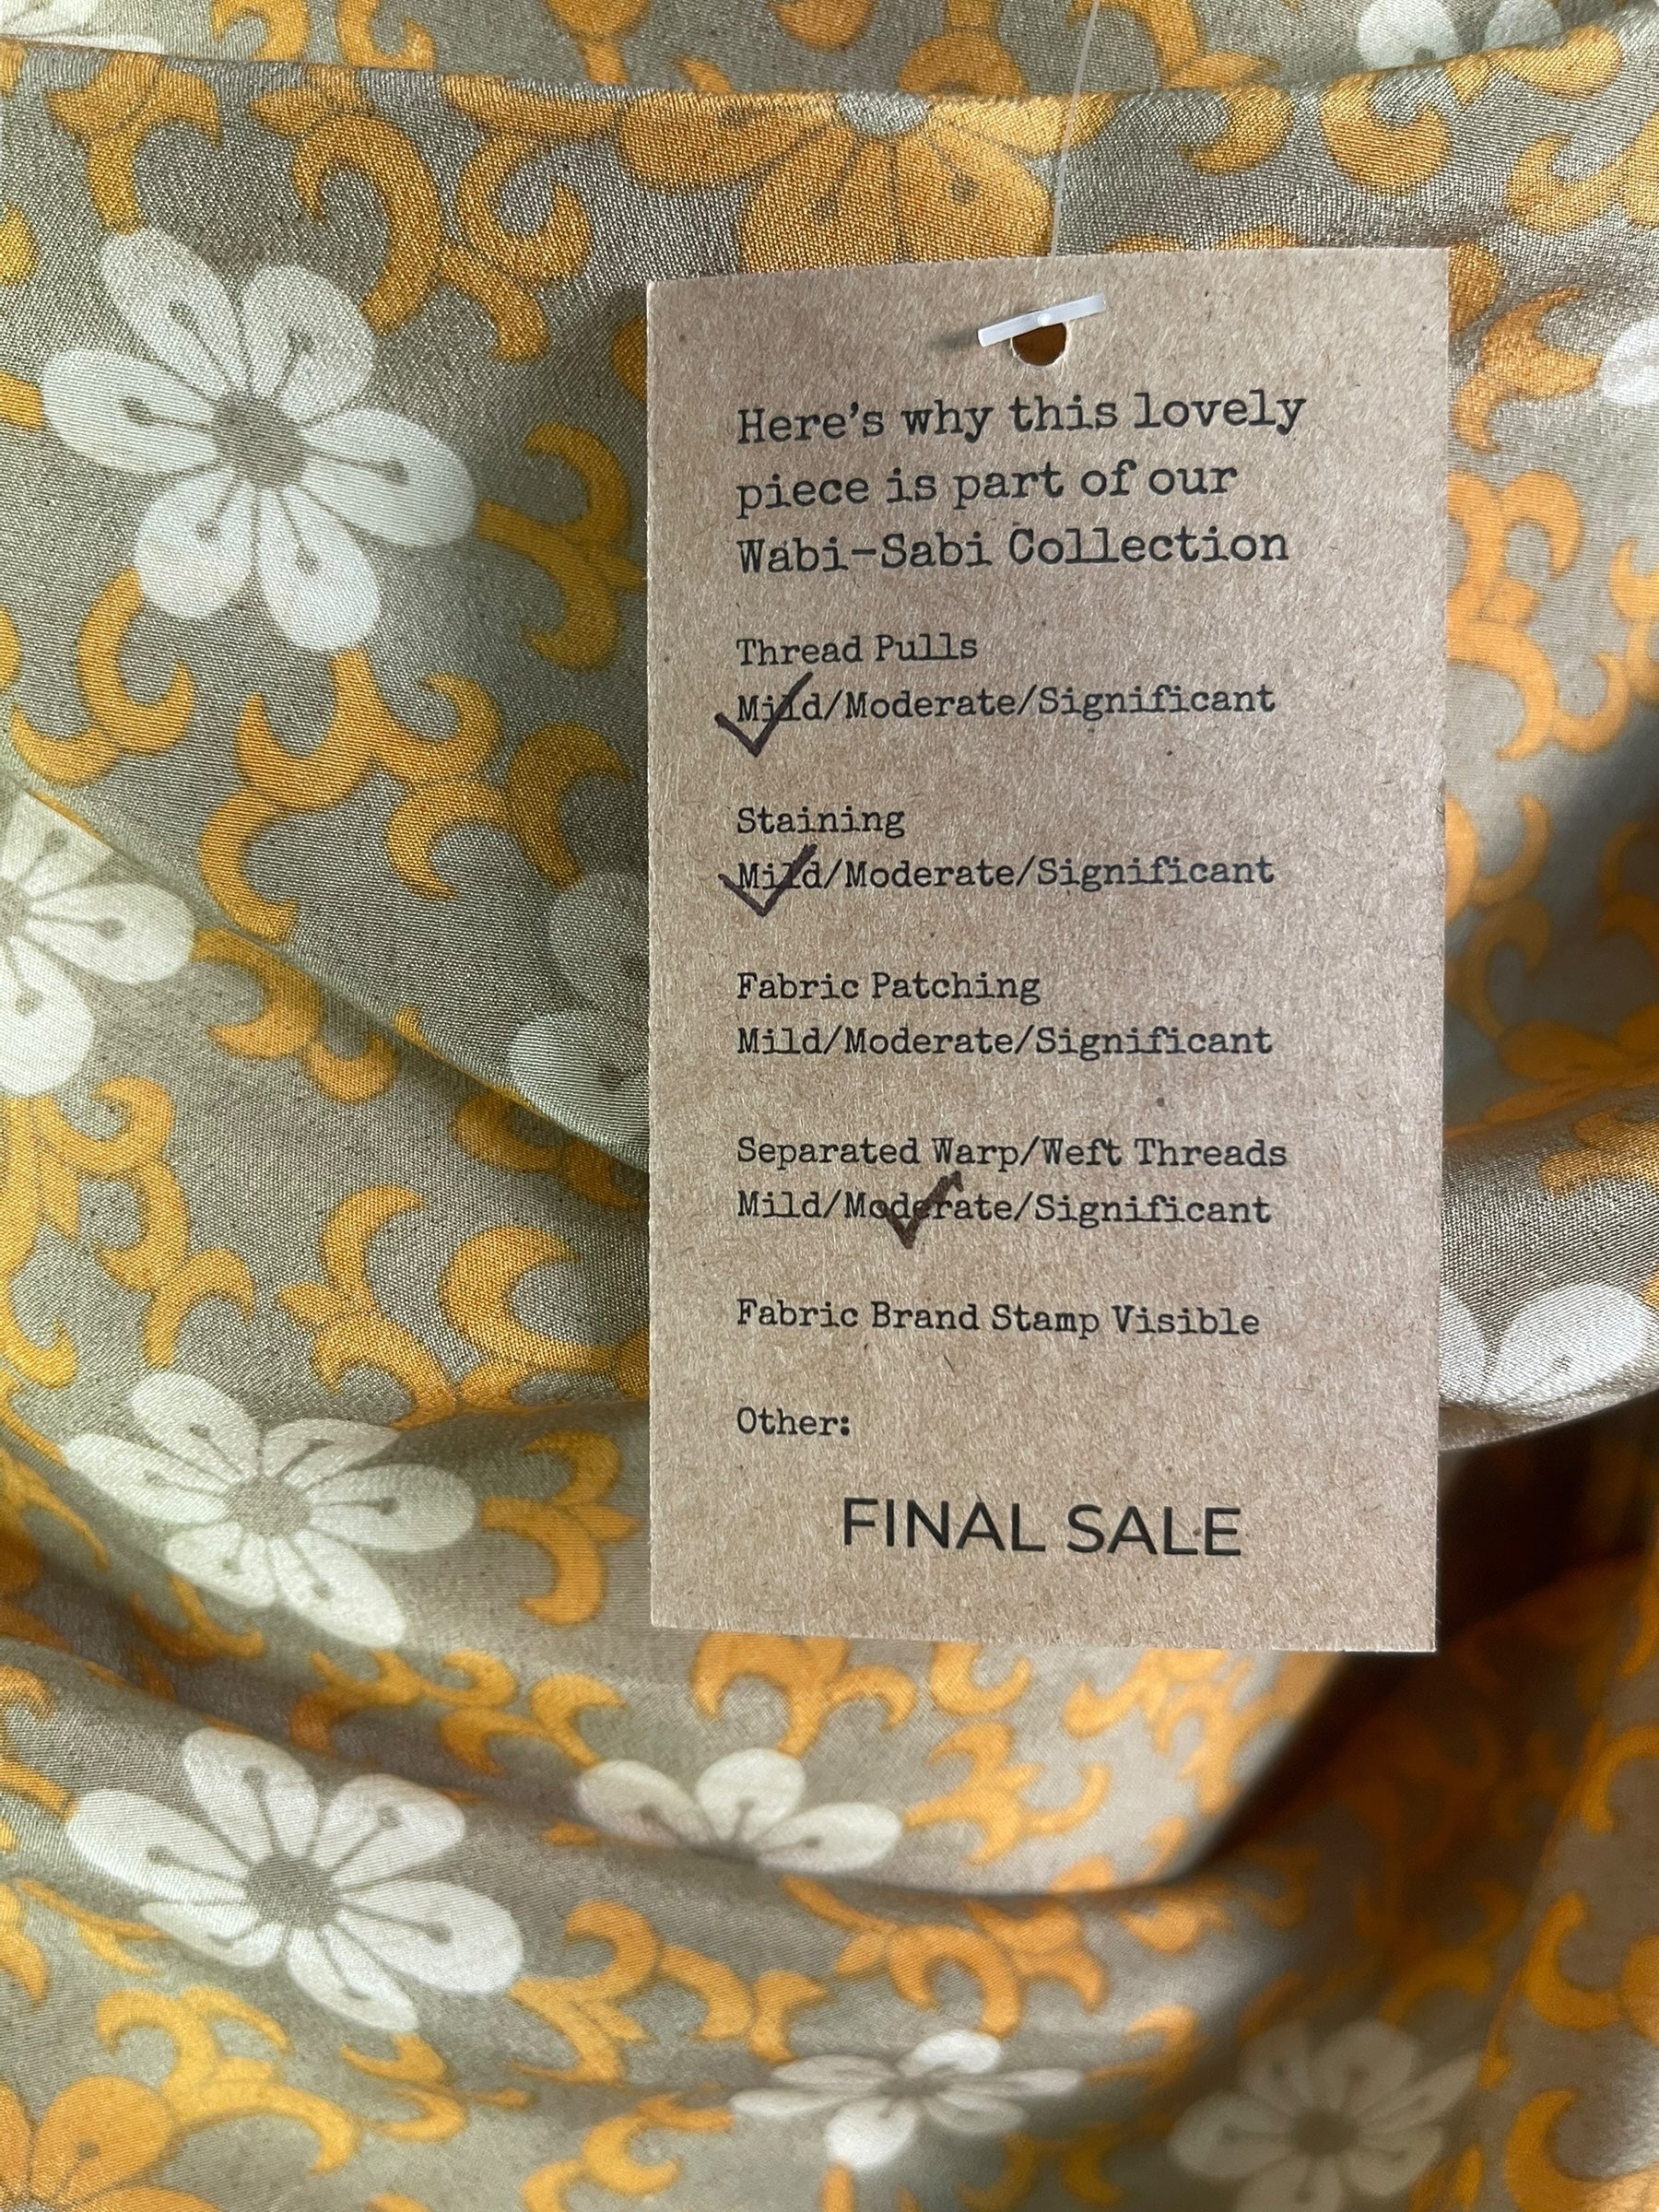 Here's why this lovely
piece is part of our
Wabi-Sabi Collection
Thread Pulls
Mild/Moderate/Significant
Staining
Mild/Moderate/Significant
Fabric Patching
Mild/Moderate/Significant
Separated Warp/Weft Threads
Mild/Moderate/Significant
Fabric Brand Stamp Visible
Other:
FINAL SALE